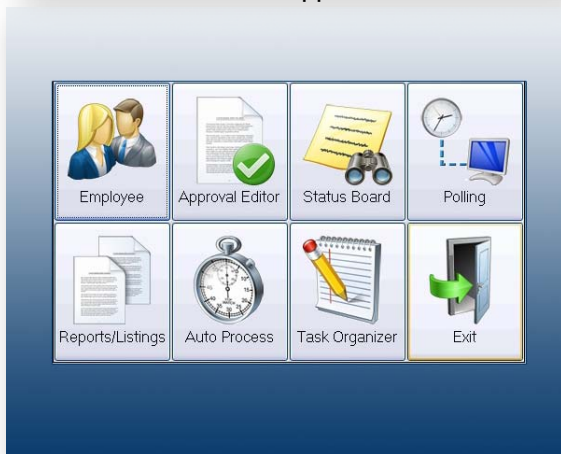 Employee
Approval Editor
Status Board
Polling
Reports/Listings
Auto Process
Task Organizer
Exit